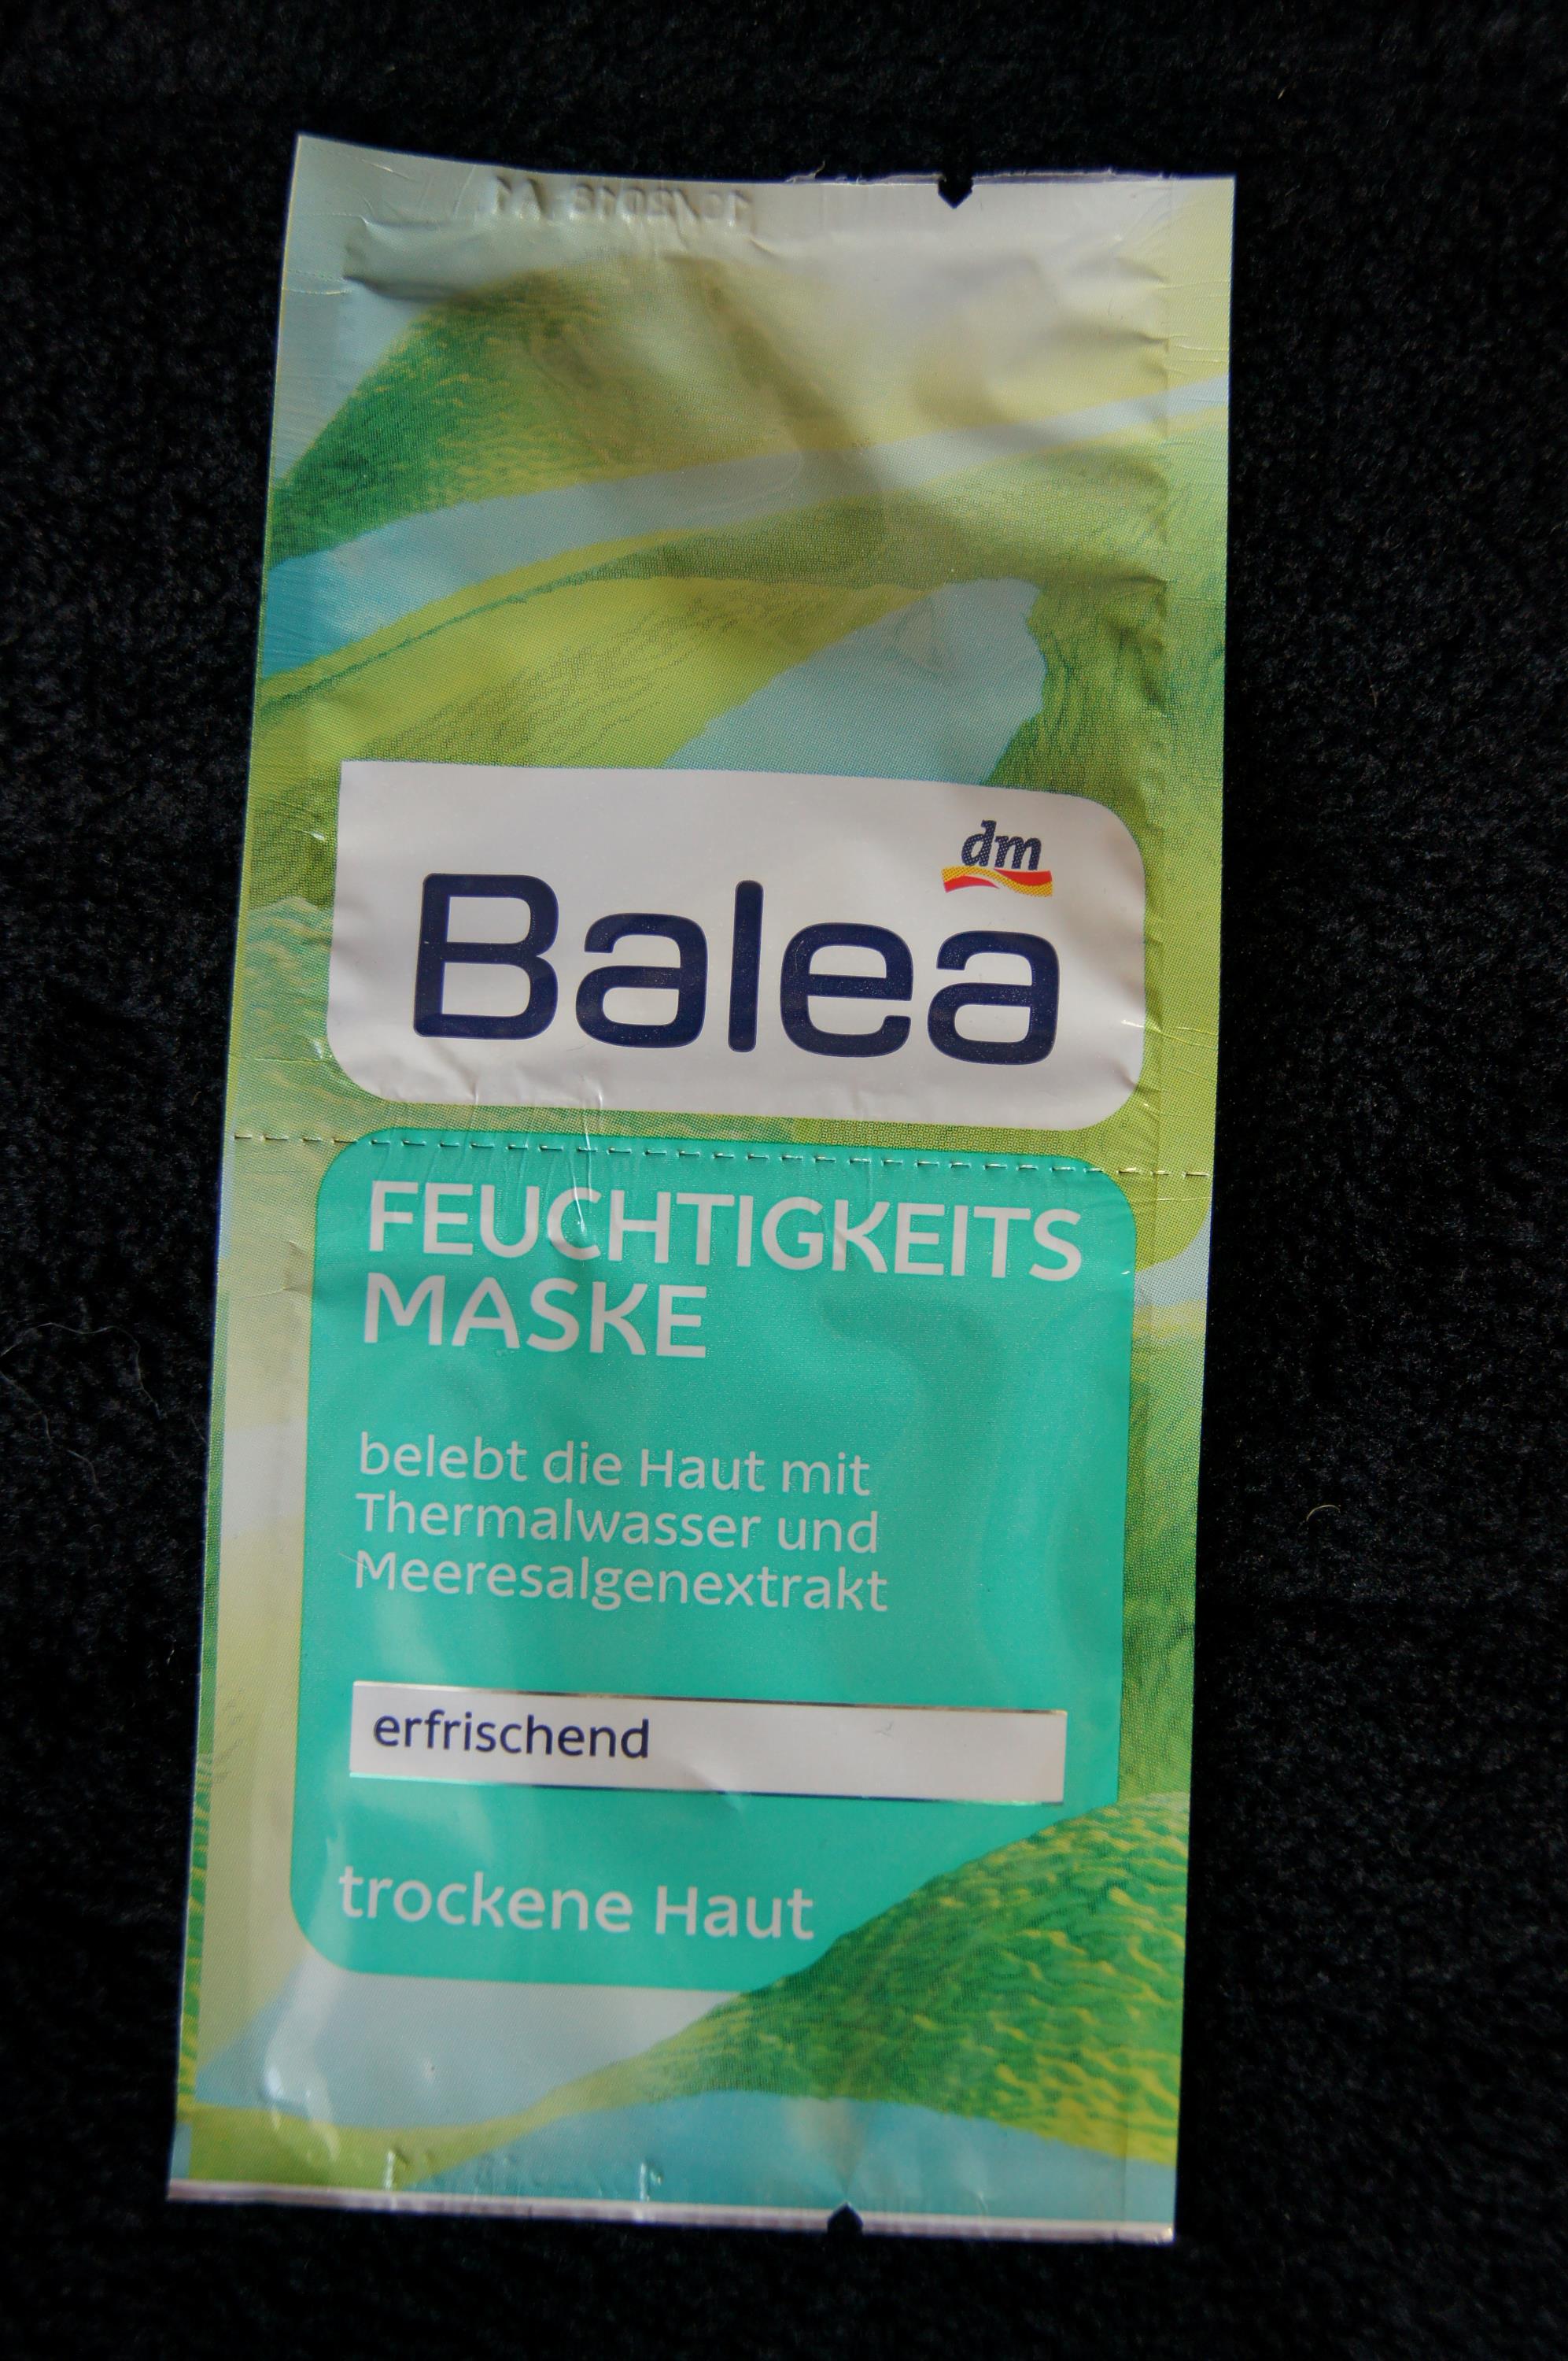 dm
Balea
FEUCHTIGKEITS
MASKE
belebt die Haut mit
Thermalwasser und
Meeresalgenextrakt
erfrischend
trockene Haut